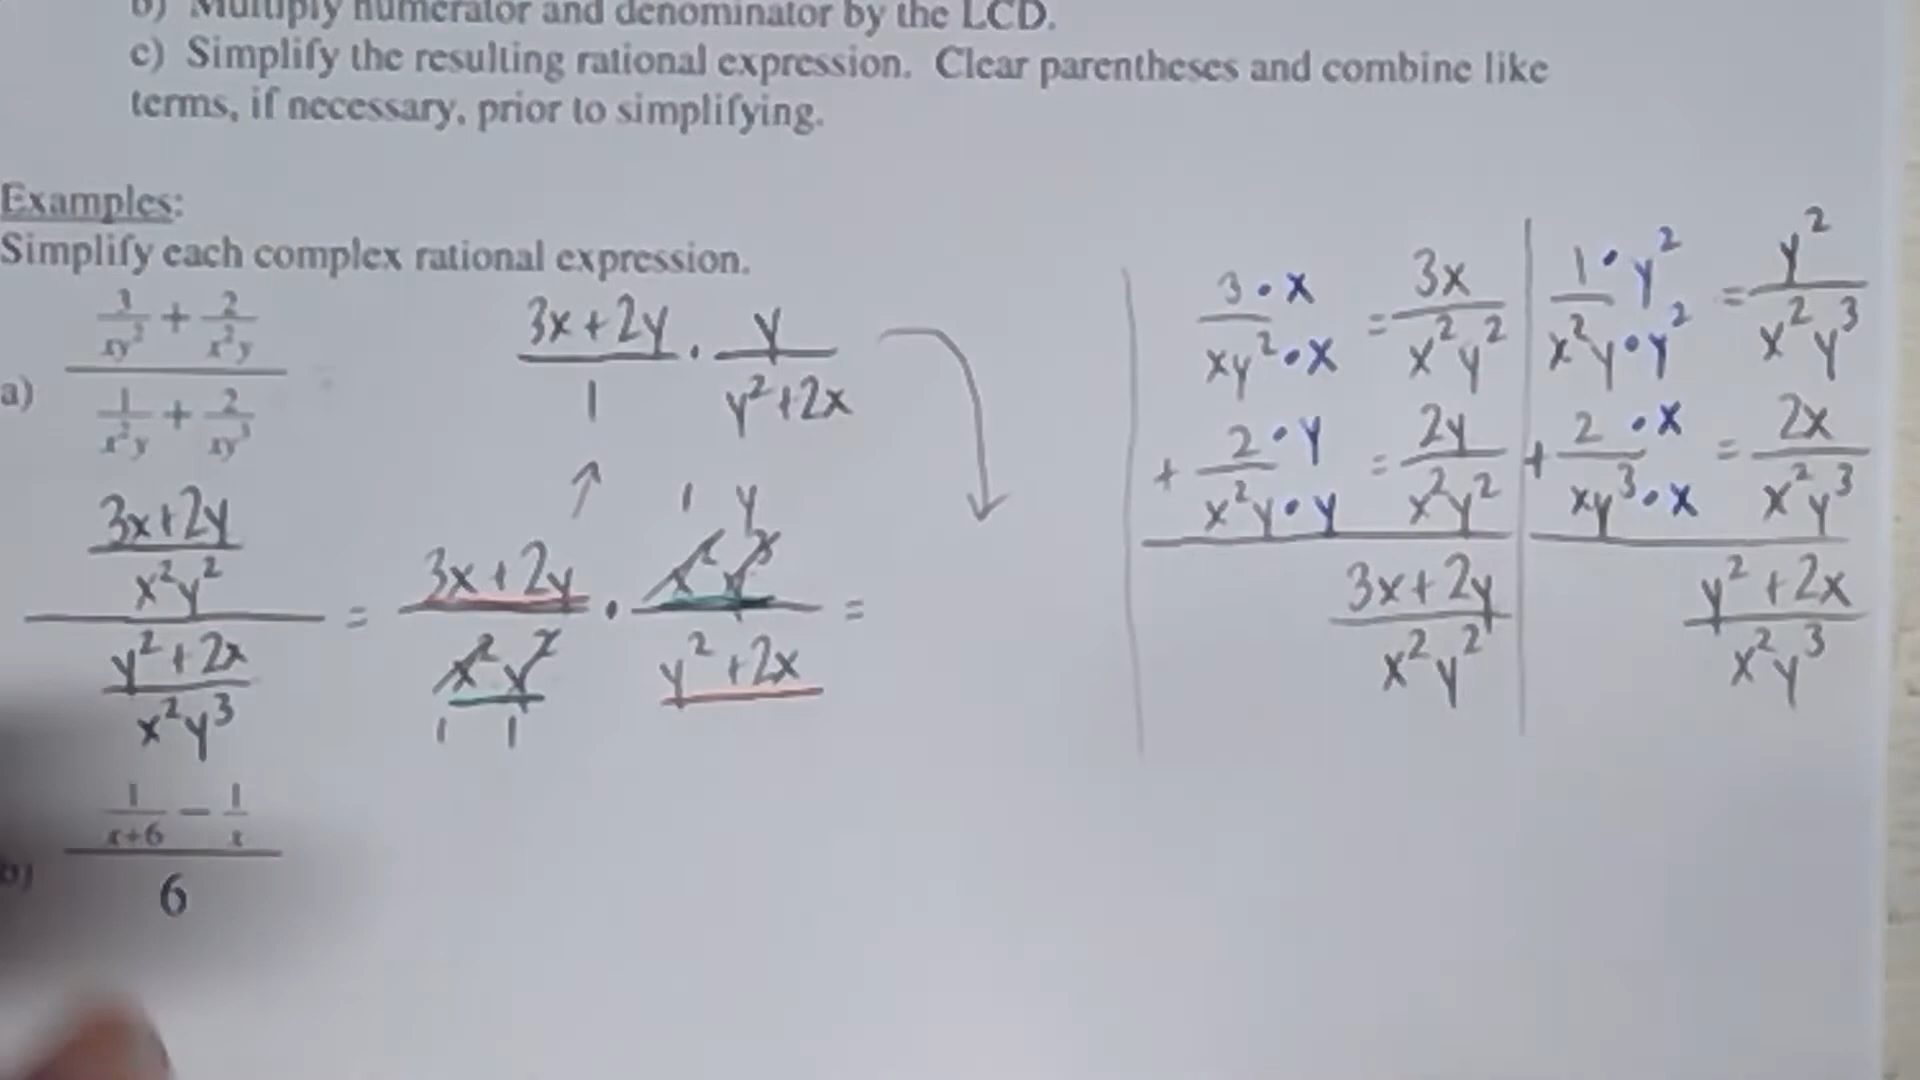 b) Multiply numerator and denominator by the LCD.
c) Simplify the resulting rational expression. Clear parentheses and combine like
terms, if necessary, prior to simplifying.
Examples:
Simplify each complex rational expression.
a) (3/xy² + 2/x²y) / (1/x²y + 2/xy³)
(3x+2y)/1 · y/(y²+2x)
((3x+2y)/(x²y²)) / ((y²+2x)/(x²y³)) = (3x+2y)/(x²y²) · (x²y³)/(y²+2x) =
1 y
1 1
3·x/xy²·x = 3x/x²y²
+ 2·y/x²y·y = 2y/x²y²
(3x+2y)/(x²y²)
1·y²/x²y·y² = y²/x²y³
+ 2·x/xy³·x = 2x/x²y³
(y²+2x)/(x²y³)
b) (1/(x+6) − 1/x) / 6